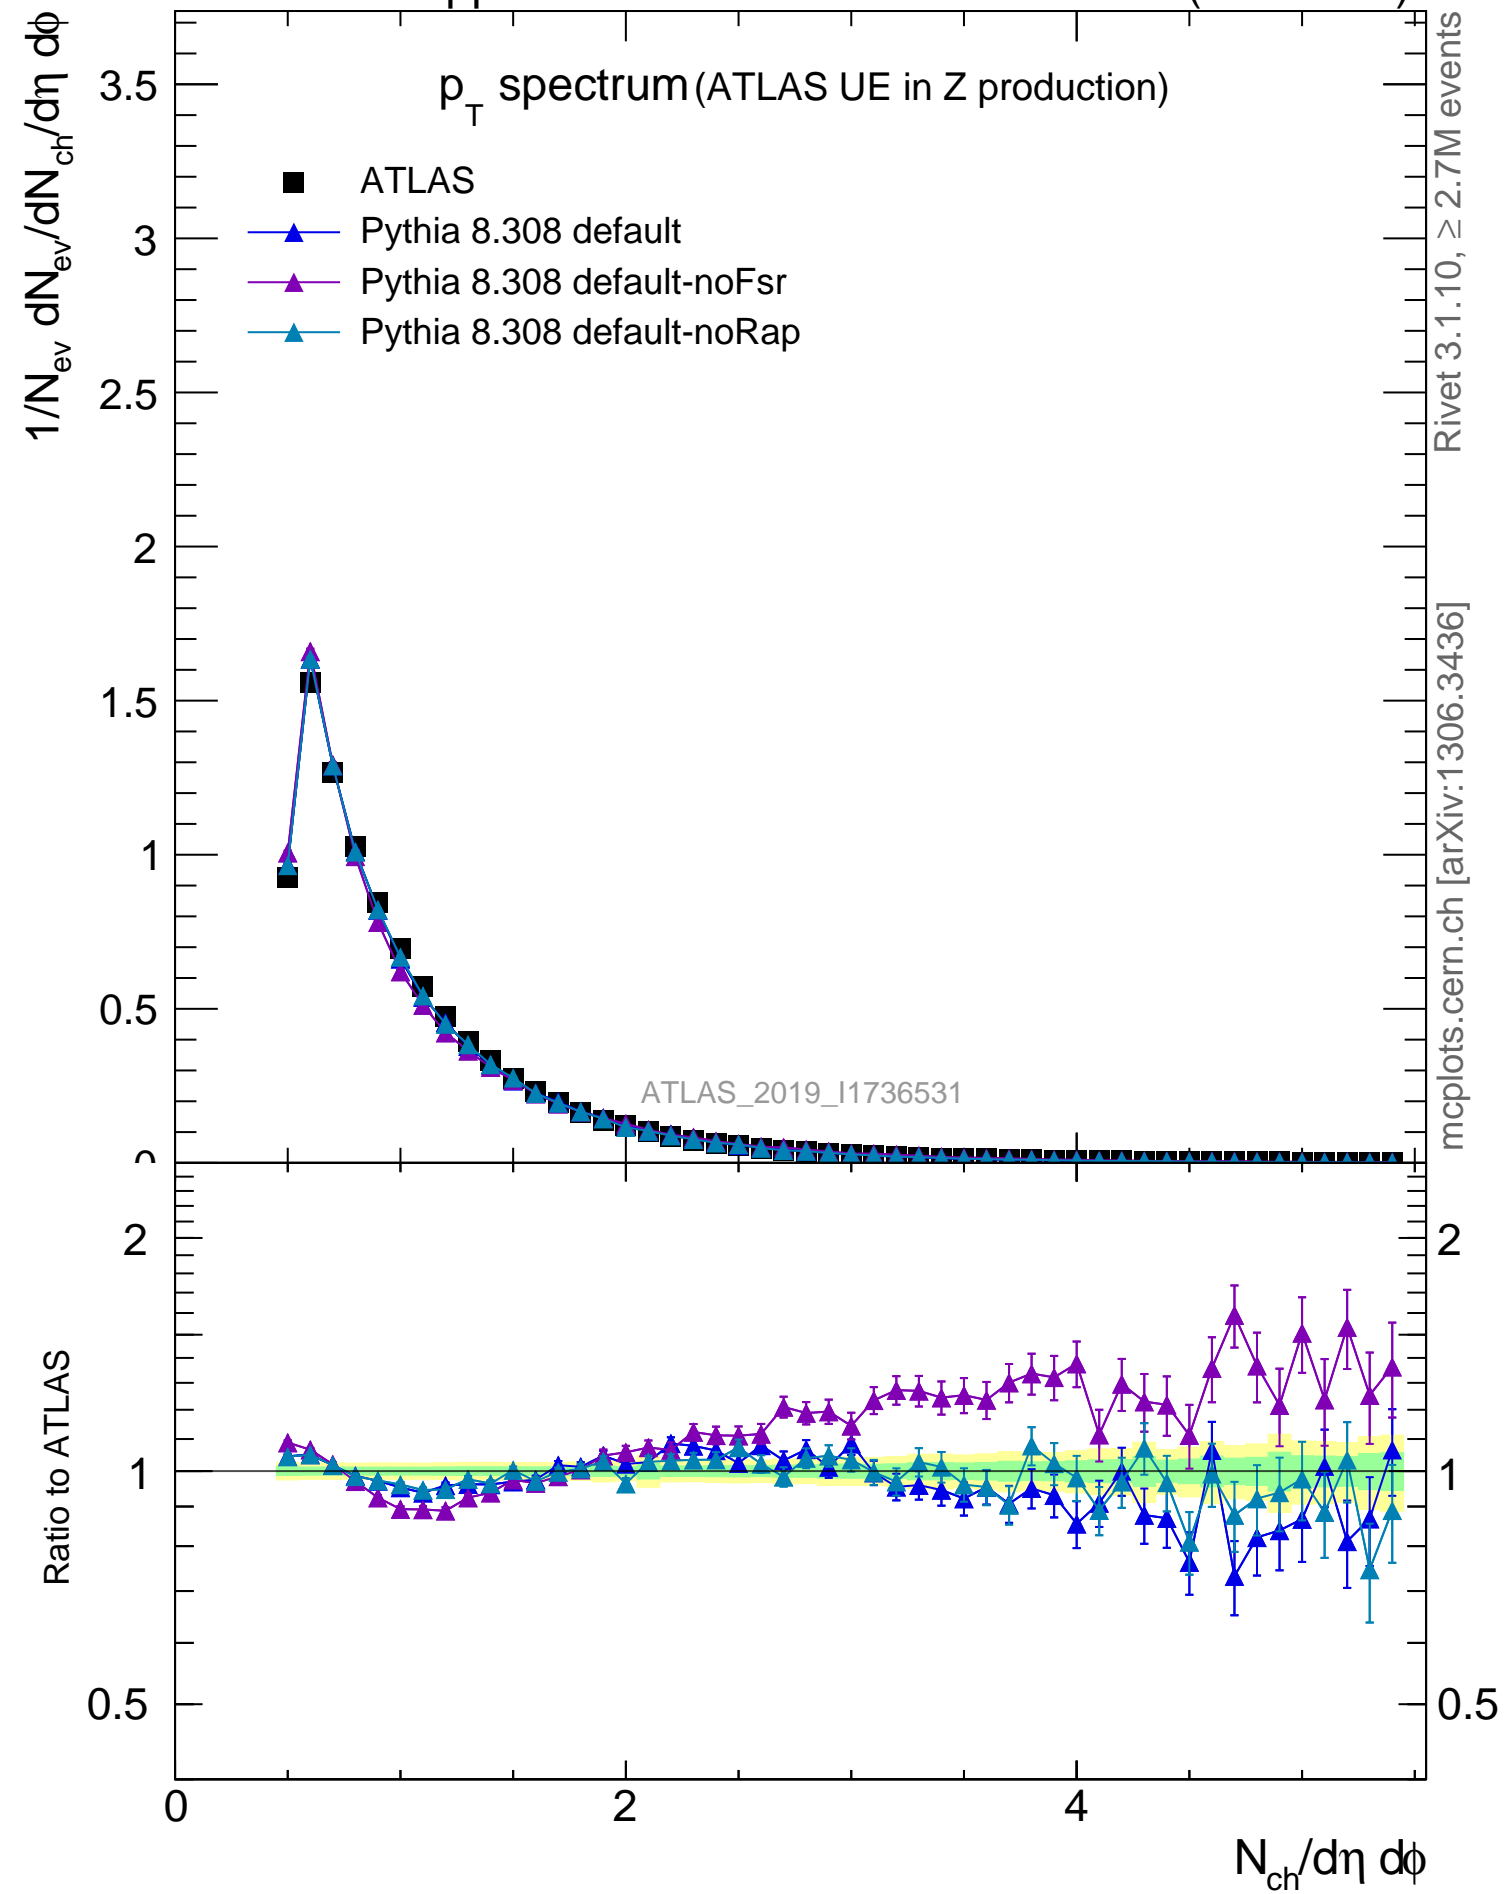 p_T spectrum (ATLAS UE in Z production)
ATLAS
Pythia 8.308 default
Pythia 8.308 default-noFsr
Pythia 8.308 default-noRap
1/N_ev dN_ev/dN_ch/dη dϕ
3.5
3
2.5
2
1.5
1
0.5
0
ATLAS_2019_I1736531
Rivet 3.1.10, ≥ 2.7M events
mcplots.cern.ch [arXiv:1306.3436]
Ratio to ATLAS
2
1
0.5
2
1
0.5
0
2
4
N_ch/dη dϕ